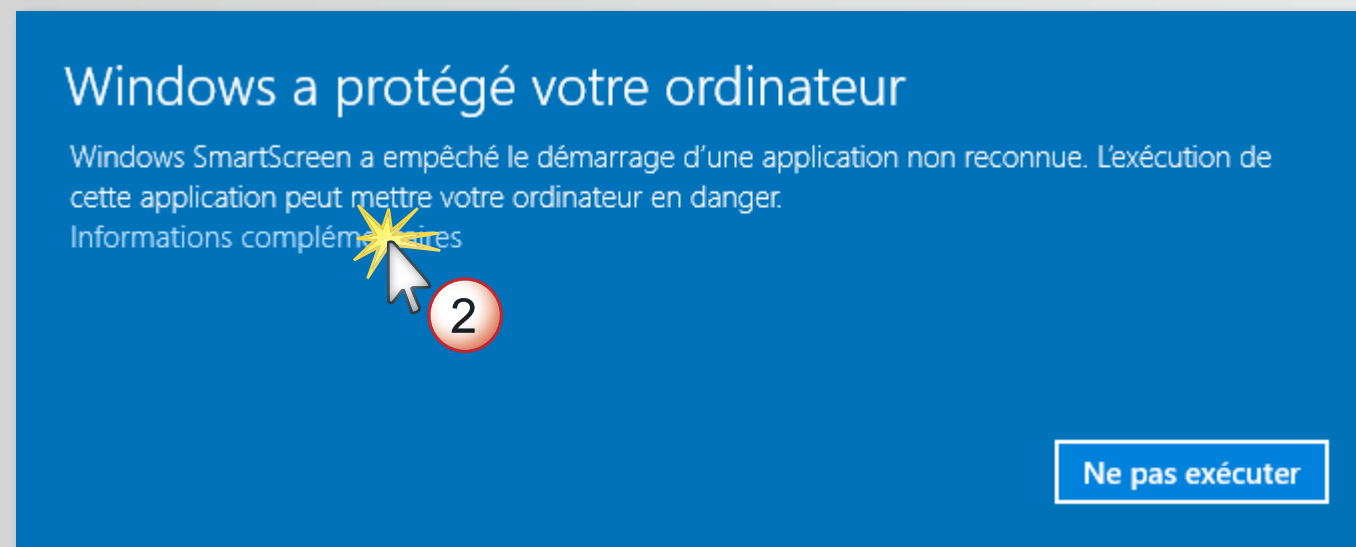 Windows a protégé votre ordinateur
Windows SmartScreen a empêché le démarrage d'une application non reconnue. L'exécution de
cette application peut mettre votre ordinateur en danger.
Informations complémentaires
2
Ne pas exécuter